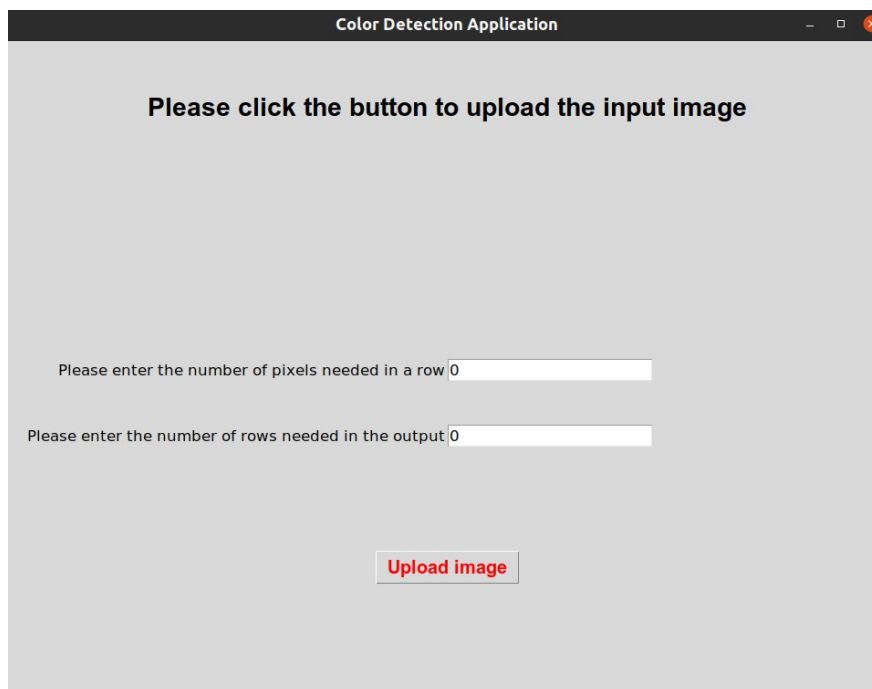 Color Detection Application
Please click the button to upload the input image
Please enter the number of pixels needed in a row 0
Please enter the number of rows needed in the output 0
Upload image